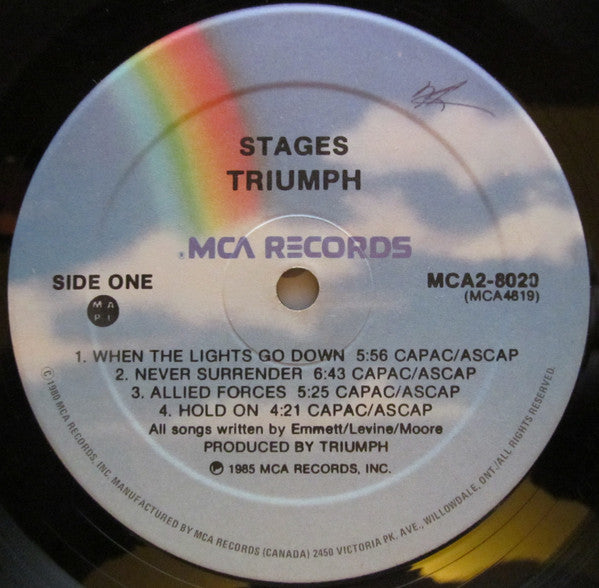 STAGES
TRIUMPH
MCA RECORDS
SIDE ONE
MCA2-8020
(MCA4619)
M A
P I
1. WHEN THE LIGHTS GO DOWN 5:56 CAPAC/ASCAP
2. NEVER SURRENDER 6:43 CAPAC/ASCAP
3. ALLIED FORCES 5:25 CAPAC/ASCAP
4. HOLD ON 4:21 CAPAC/ASCAP
All songs written by Emmett/Levine/Moore
PRODUCED BY TRIUMPH
℗ 1985 MCA RECORDS, INC.
© 1980 MCA RECORDS, INC. MANUFACTURED BY MCA RECORDS (CANADA) 2450 VICTORIA PK. AVE., WILLOWDALE, ONT./ALL RIGHTS RESERVED.